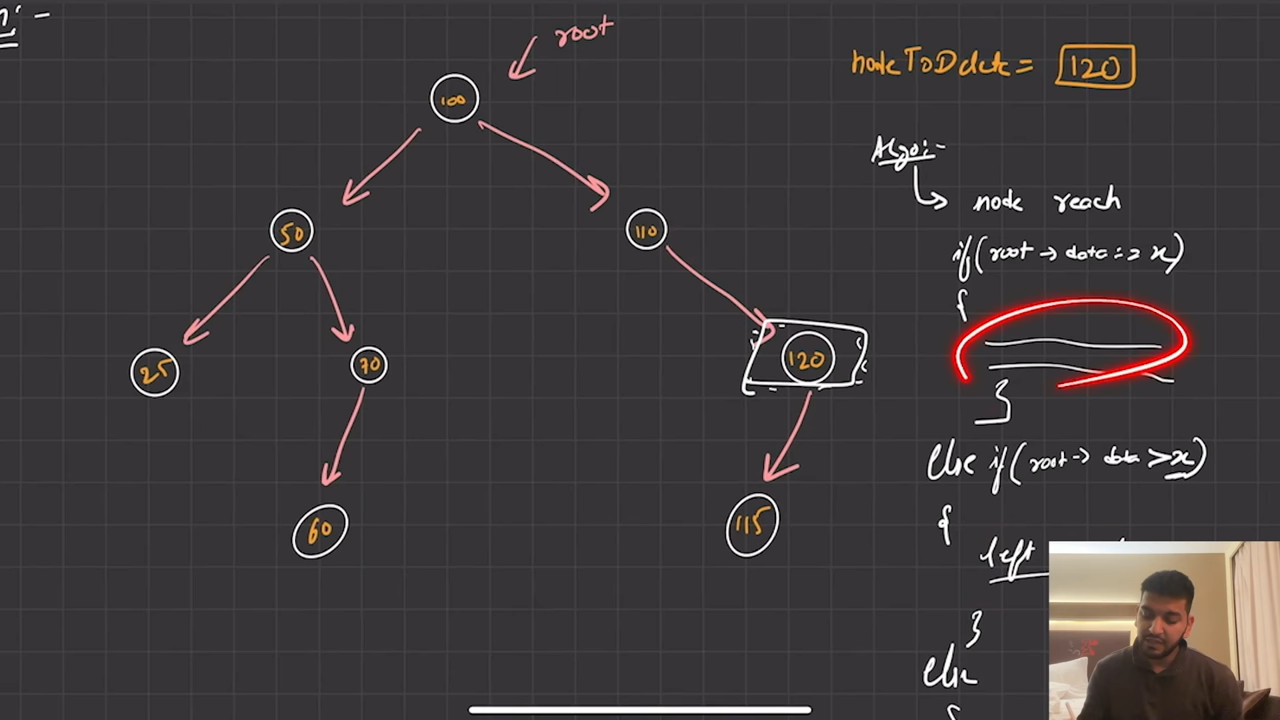 root
nodeToDelete = 120
100
Algo:-
↳ node reach
50
110
if(root→data == x)
{
25
70
120
}
else if(root→ data >x)
60
115
{
left
}
else
{